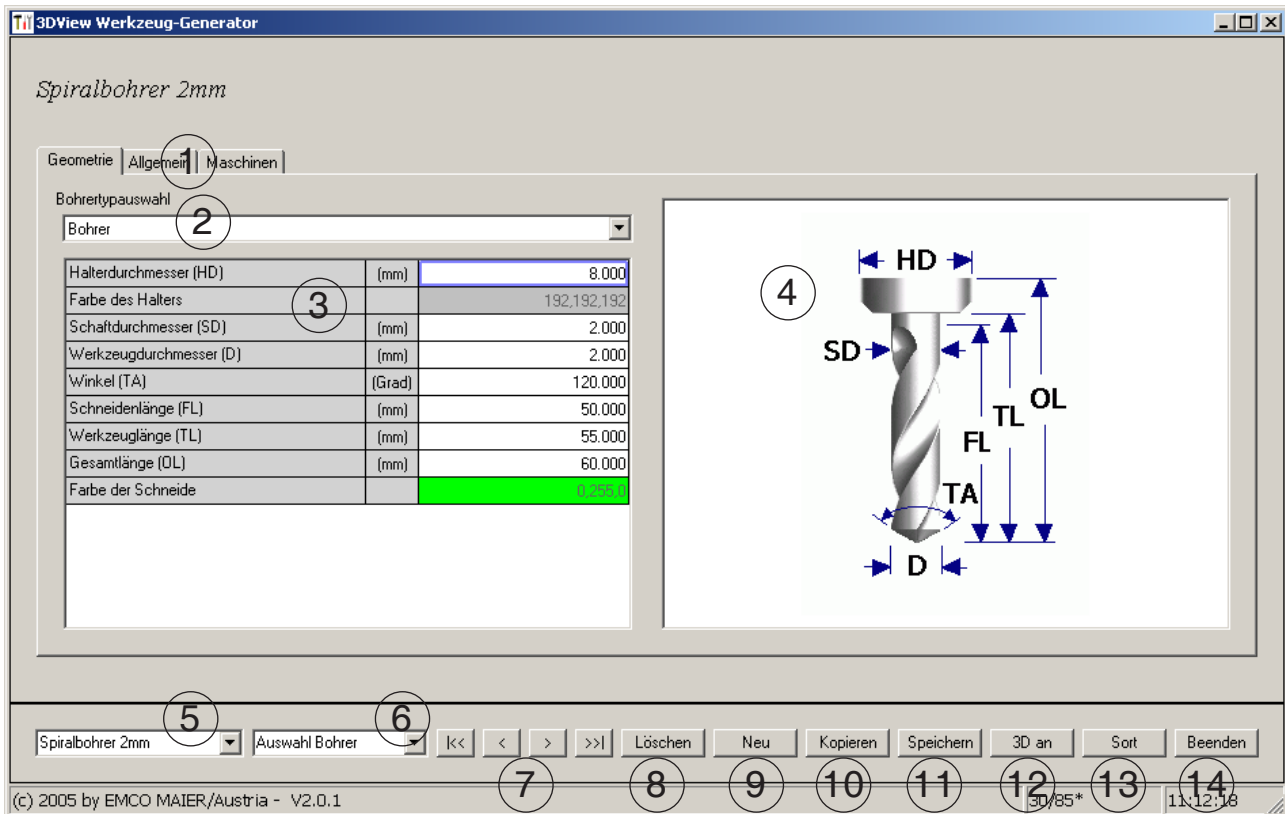 3DView Werkzeug-Generator
Spiralbohrer 2mm
Geometrie Allgemein Maschinen
1
Bohrertypauswahl
2
Bohrer
Halterdurchmesser (HD) (mm) 8.000
Farbe des Halters 192,192,192
3
Schaftdurchmesser (SD) (mm) 2.000
Werkzeugdurchmesser (D) (mm) 2.000
Winkel (TA) (Grad) 120.000
Schneidenlänge (FL) (mm) 50.000
Werkzeuglänge (TL) (mm) 55.000
Gesamtlänge (OL) (mm) 60.000
Farbe der Schneide 0,255,0
4
HD
SD
OL
TL
FL
TA
D
5 6
Spiralbohrer 2mm Auswahl Bohrer |<< < > >>| Löschen Neu Kopieren Speichern 3D an Sort Beenden
7 8 9 10 11 12 13 14
(c) 2005 by EMCO MAIER/Austria - V2.0.1 30/85* 11:12:18